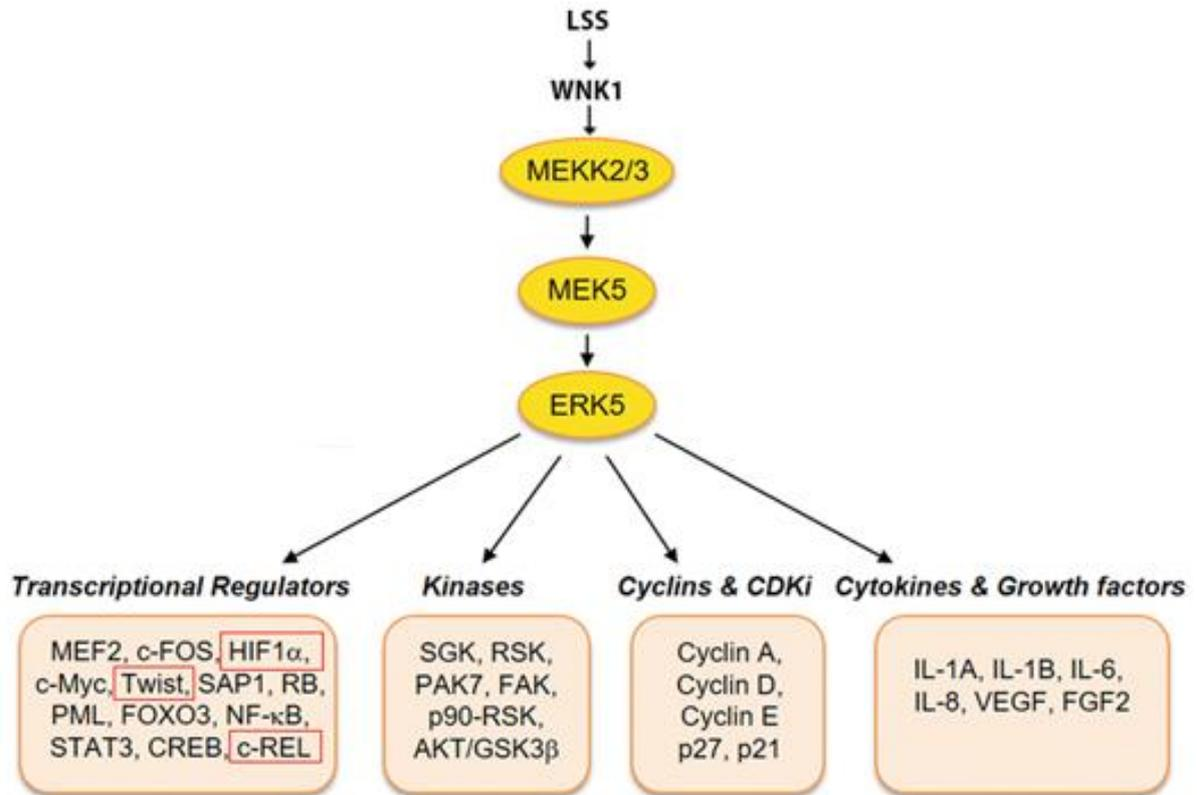 LSS
WNK1
MEKK2/3
MEK5
ERK5
Transcriptional Regulators
MEF2, c-FOS, HIF1α,
c-Myc, Twist, SAP1, RB,
PML, FOXO3, NF-κB,
STAT3, CREB, c-REL
Kinases
SGK, RSK,
PAK7, FAK,
p90-RSK,
AKT/GSK3β
Cyclins & CDKi
Cyclin A,
Cyclin D,
Cyclin E
p27, p21
Cytokines & Growth factors
IL-1A, IL-1B, IL-6,
IL-8, VEGF, FGF2